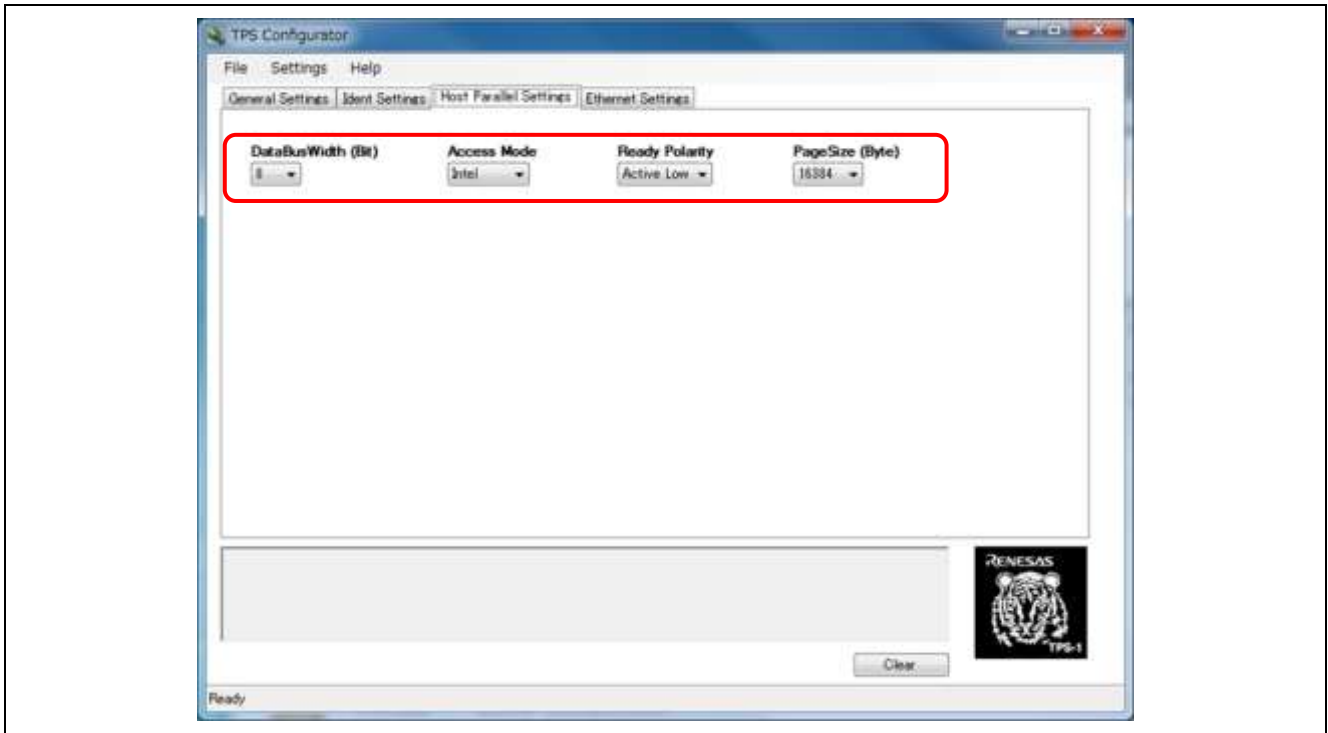 TPS Configurator
File Settings Help
General Settings Ident Settings Host Parallel Settings Ethernet Settings
DataBusWidth (Bit) Access Mode Ready Polarity PageSize (Byte)
8 Intel Active Low 16384
RENESAS
TPS-1
Clear
Ready